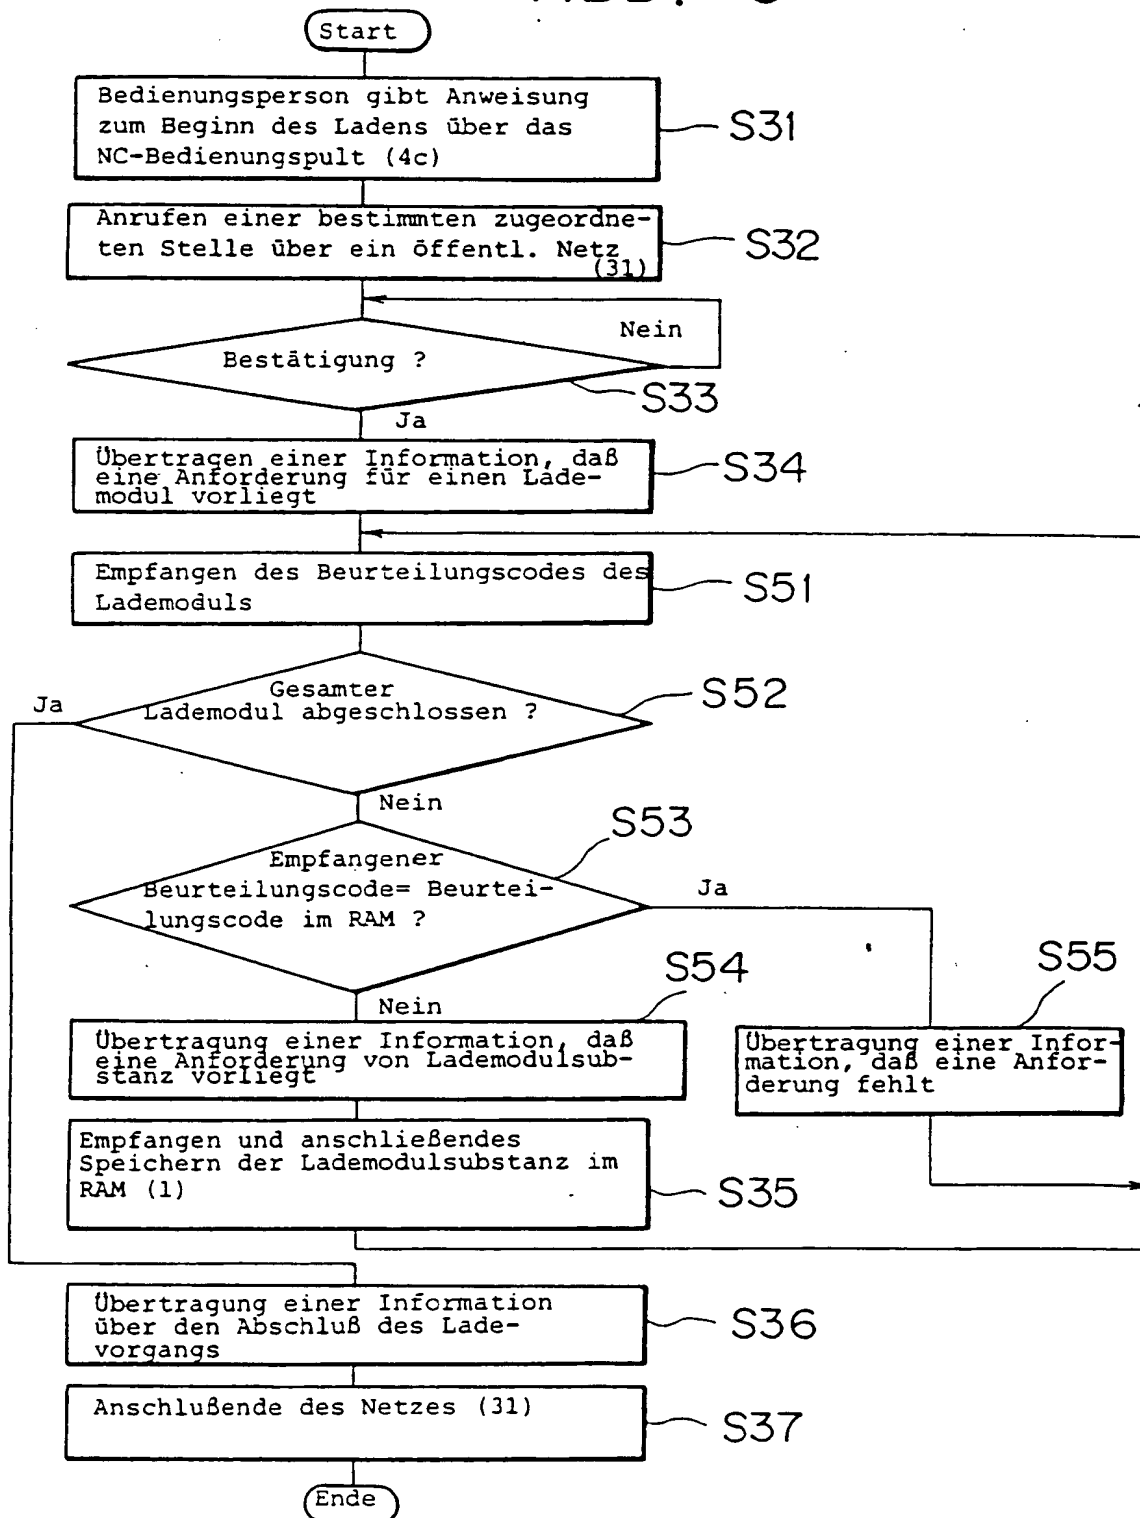 Start
Bedienungsperson gibt Anweisung
zum Beginn des Ladens über das
NC-Bedienungspult (4c)
S31
Anrufen einer bestimmten zugeordne-
ten Stelle über ein öffentl. Netz
(31)
S32
Nein
Bestätigung ?
S33
Ja
Übertragen einer Information, daß
eine Anforderung für einen Lade-
modul vorliegt
S34
Empfangen des Beurteilungscodes des
Lademoduls
S51
Ja
Gesamter
Lademodul abgeschlossen ?
S52
Nein
S53
Empfangener
Beurteilungscode= Beurtei-
lungscode im RAM ?
Ja
Nein
S54
Übertragung einer Information, daß
eine Anforderung von Lademodulsub-
stanz vorliegt
S55
Übertragung einer Infor-
mation, daß eine Anfor-
derung fehlt
Empfangen und anschließendes
Speichern der Lademodulsubstanz im
RAM (1)
S35
Übertragung einer Information
über den Abschluß des Lade-
vorgangs
S36
Anschlußende des Netzes (31)
S37
Ende